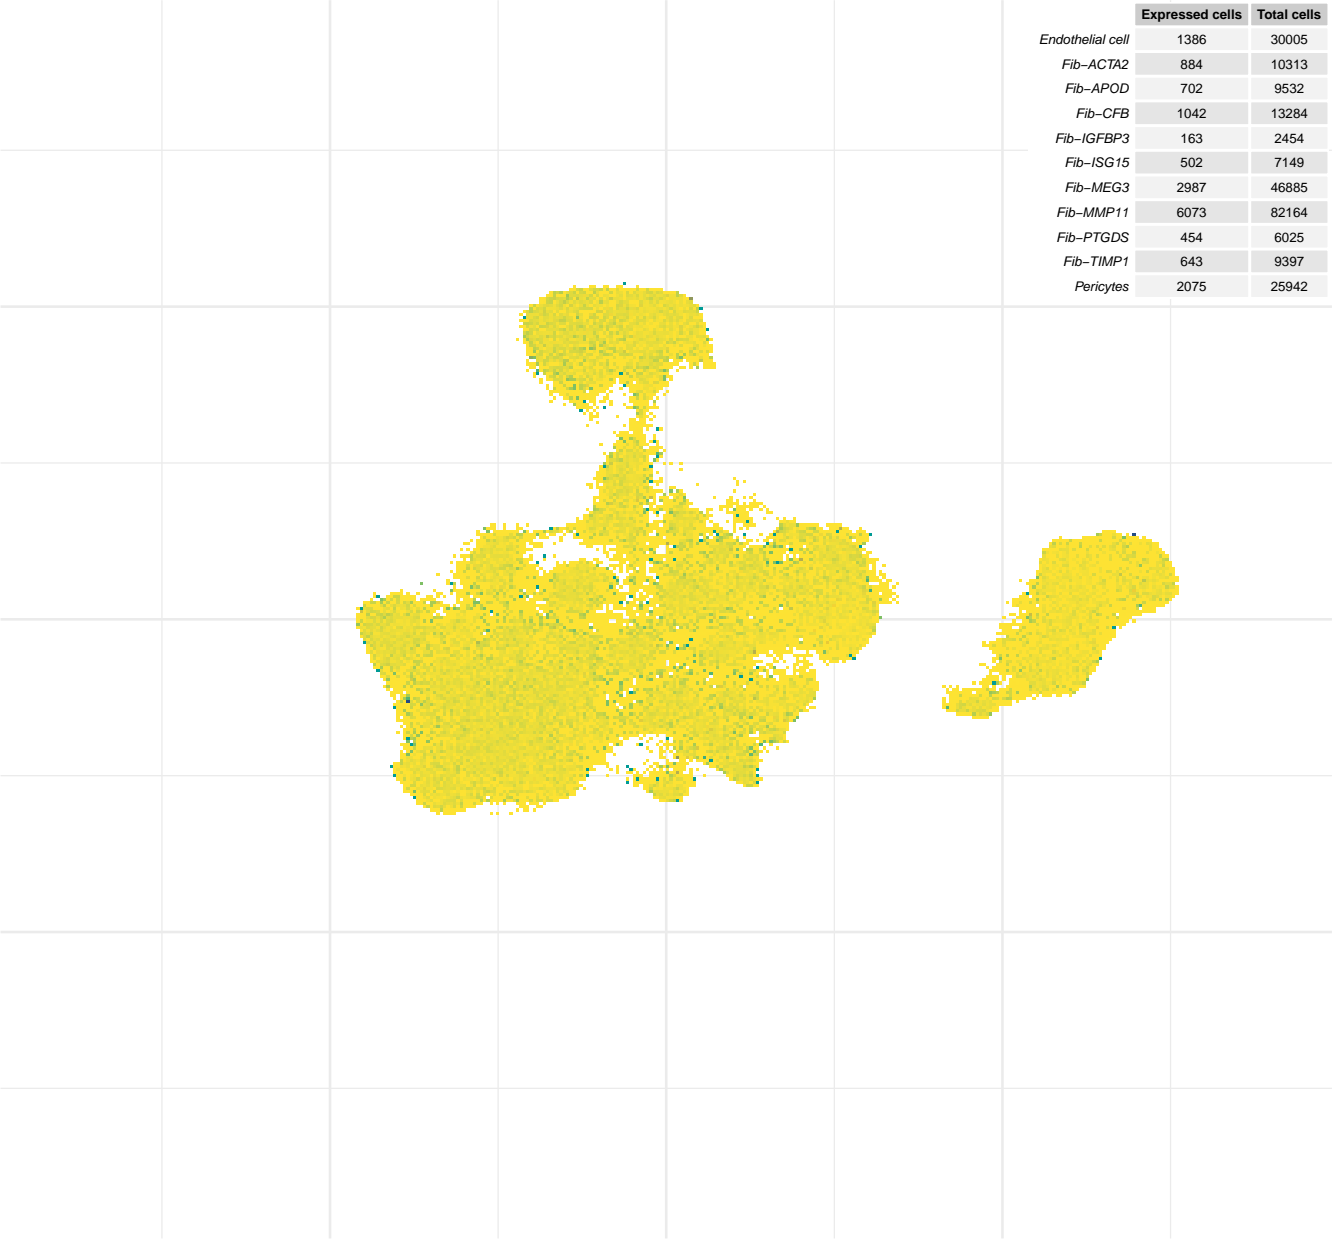 Expressed cells Total cells
Endothelial cell 1386 30005
Fib−ACTA2 884 10313
Fib−APOD 702 9532
Fib−CFB 1042 13284
Fib−IGFBP3 163 2454
Fib−ISG15 502 7149
Fib−MEG3 2987 46885
Fib−MMP11 6073 82164
Fib−PTGDS 454 6025
Fib−TIMP1 643 9397
Pericytes 2075 25942